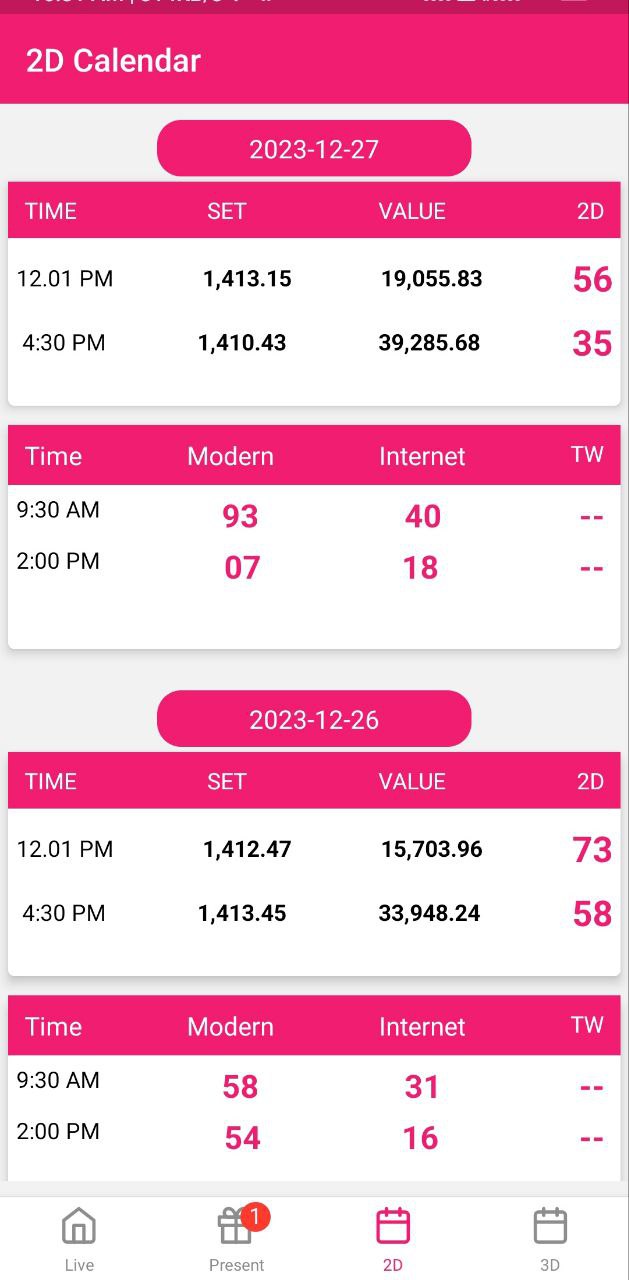 2D Calendar
2023-12-27
TIME SET VALUE 2D
12.01 PM 1,413.15 19,055.83 56
4:30 PM 1,410.43 39,285.68 35
Time Modern Internet TW
9:30 AM 93 40 --
2:00 PM 07 18 --
2023-12-26
TIME SET VALUE 2D
12.01 PM 1,412.47 15,703.96 73
4:30 PM 1,413.45 33,948.24 58
Time Modern Internet TW
9:30 AM 58 31 --
2:00 PM 54 16 --
1
Live Present 2D 3D